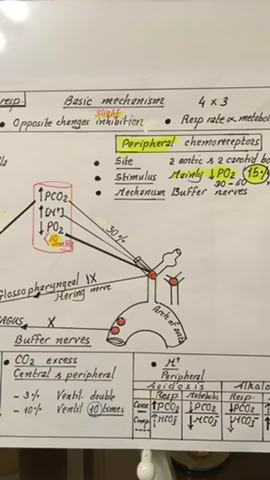 resp.
Basic mechanism
4 x 3
Slight
• Opposite changes inhibition
• Resp rate α metabol
Peripheral chemoreceptors
• Site 2 aortic & 2 carotid bo
• Stimulus Mainly ↓PO2 15%
30 - 60
• Mechanism Buffer nerves
↑PCO2
↑[H+]
↓PO2
30%
Glossopharyngeal IX
Hering nerve
VAGUS X
Arch of aorta
Buffer nerves
• CO2 excess
Central & peripheral
- 3% Ventil. double
- 10% Ventil 10 times
• H+
Peripheral
Acidosis Alkalo
Resp Metabolic Resp
Cause ↑PCO2 ↓HCO3⁻ ↓PCO2
Comp ↑HCO3⁻ ↓HCO3⁻